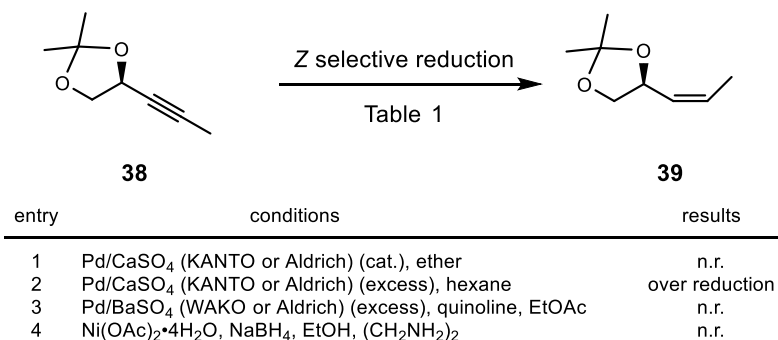 O
O
Z selective reduction
Table 1
O
O
38
39
entry conditions results
1 Pd/CaSO₄ (KANTO or Aldrich) (cat.), ether n.r.
2 Pd/CaSO₄ (KANTO or Aldrich) (excess), hexane over reduction
3 Pd/BaSO₄ (WAKO or Aldrich) (excess), quinoline, EtOAc n.r.
4 Ni(OAc)₂•4H₂O, NaBH₄, EtOH, (CH₂NH₂)₂ n.r.